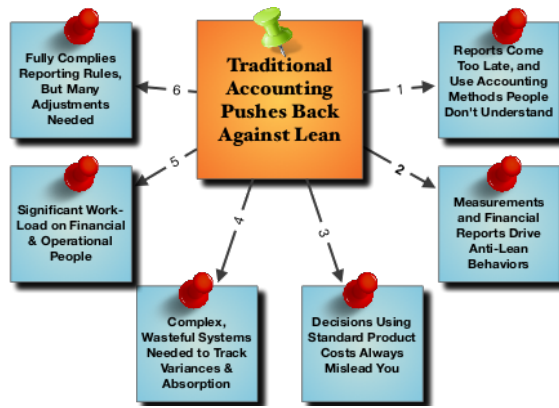 Traditional
Accounting
Pushes Back
Against Lean
1
Reports Come
Too Late, and
Use Accounting
Methods People
Don't Understand
2
Measurements
and Financial
Reports Drive
Anti-Lean
Behaviors
3
Decisions Using
Standard Product
Costs Always
Mislead You
4
Complex,
Wasteful Systems
Needed to Track
Variances &
Absorption
5
Significant Work-
Load on Financial
& Operational
People
6
Fully Complies
Reporting Rules,
But Many
Adjustments
Needed